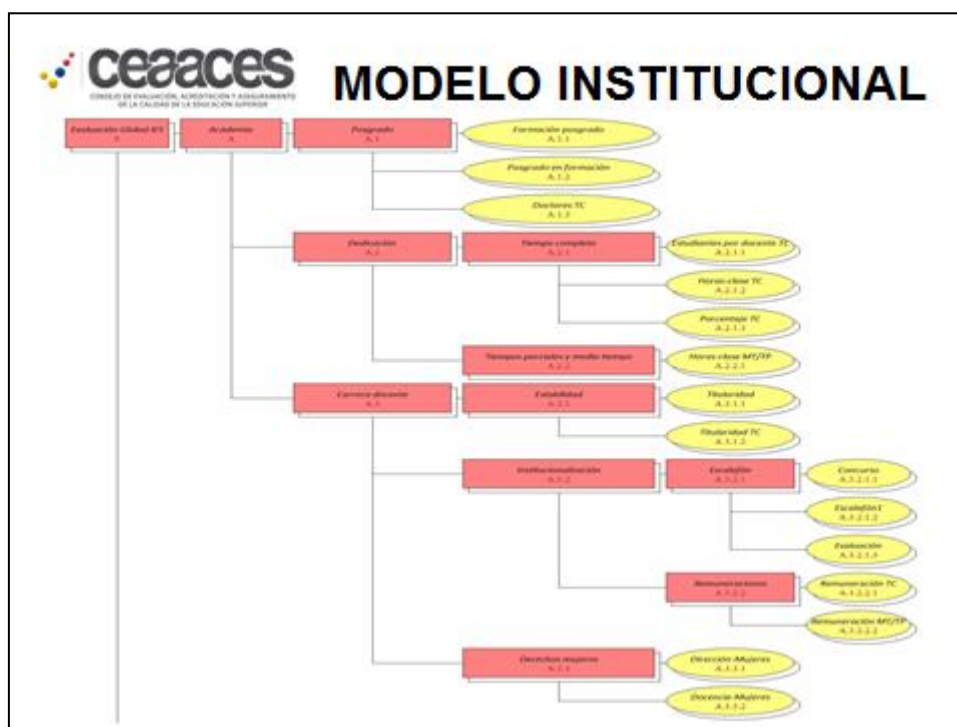 ceaaces
CONSEJO DE EVALUACIÓN, ACREDITACIÓN Y ASEGURAMIENTO
DE LA CALIDAD DE LA EDUCACIÓN SUPERIOR
MODELO INSTITUCIONAL
Evaluación Global IES
Academia
A
Posgrado
A.1
Formación posgrado
A.1.1
Posgrado en formación
A.1.2
Doctores TC
A.1.3
Dedicación
A.2
Tiempo completo
A.2.1
Estudiantes por docente TC
A.2.1.1
Horas clase TC
A.2.1.2
Porcentaje TC
A.2.1.3
Tiempos parciales y medio tiempo
A.2.2
Horas clase MT/TP
A.2.2.1
Carrera docente
A.3
Estabilidad
A.3.1
Titularidad
A.3.1.1
Titularidad TC
A.3.1.2
Institucionalización
A.3.2
Escalafón
A.3.2.1
Concurso
A.3.2.1.1
Escalafón1
A.3.2.1.2
Evaluación
A.3.2.1.3
Remuneraciones
A.3.2.2
Remuneración TC
A.3.2.2.1
Remuneración MT/TP
A.3.2.2.2
Derechos mujeres
A.3.3
Dirección Mujeres
A.3.3.1
Docencia Mujeres
A.3.3.2